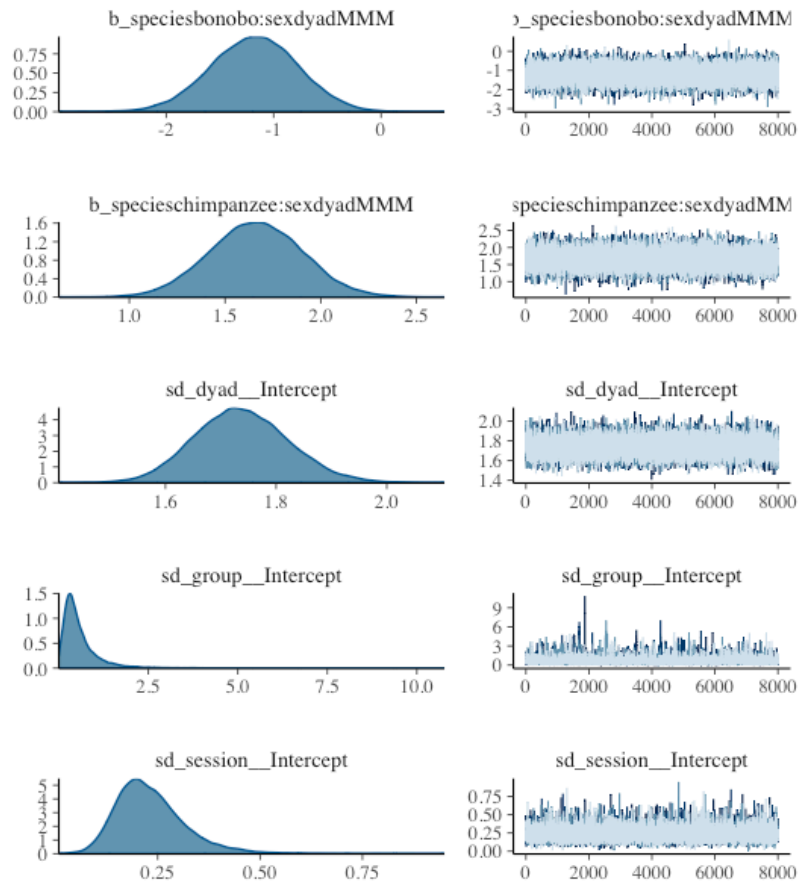 b_speciesbonobo:sexdyadMMM
ɔ_speciesbonobo:sexdyadMMM
0.75
0.50
0.25
0.00
-2 -1 0
0
-1
-2
-3
0 2000 4000 6000 8000
b_specieschimpanzee:sexdyadMMM
specieschimpanzee:sexdyadMM
1.6
1.2
0.8
0.4
0.0
1.0 1.5 2.0 2.5
2.5
2.0
1.5
1.0
0 2000 4000 6000 8000
sd_dyad__Intercept
sd_dyad__Intercept
4
3
2
1
0
1.6 1.8 2.0
2.0
1.8
1.6
1.4
0 2000 4000 6000 8000
sd_group__Intercept
sd_group__Intercept
1.5
1.0
0.5
0.0
2.5 5.0 7.5 10.0
9
6
3
0
0 2000 4000 6000 8000
sd_session__Intercept
sd_session__Intercept
5
4
3
2
1
0
0.25 0.50 0.75
0.75
0.50
0.25
0.00
0 2000 4000 6000 8000